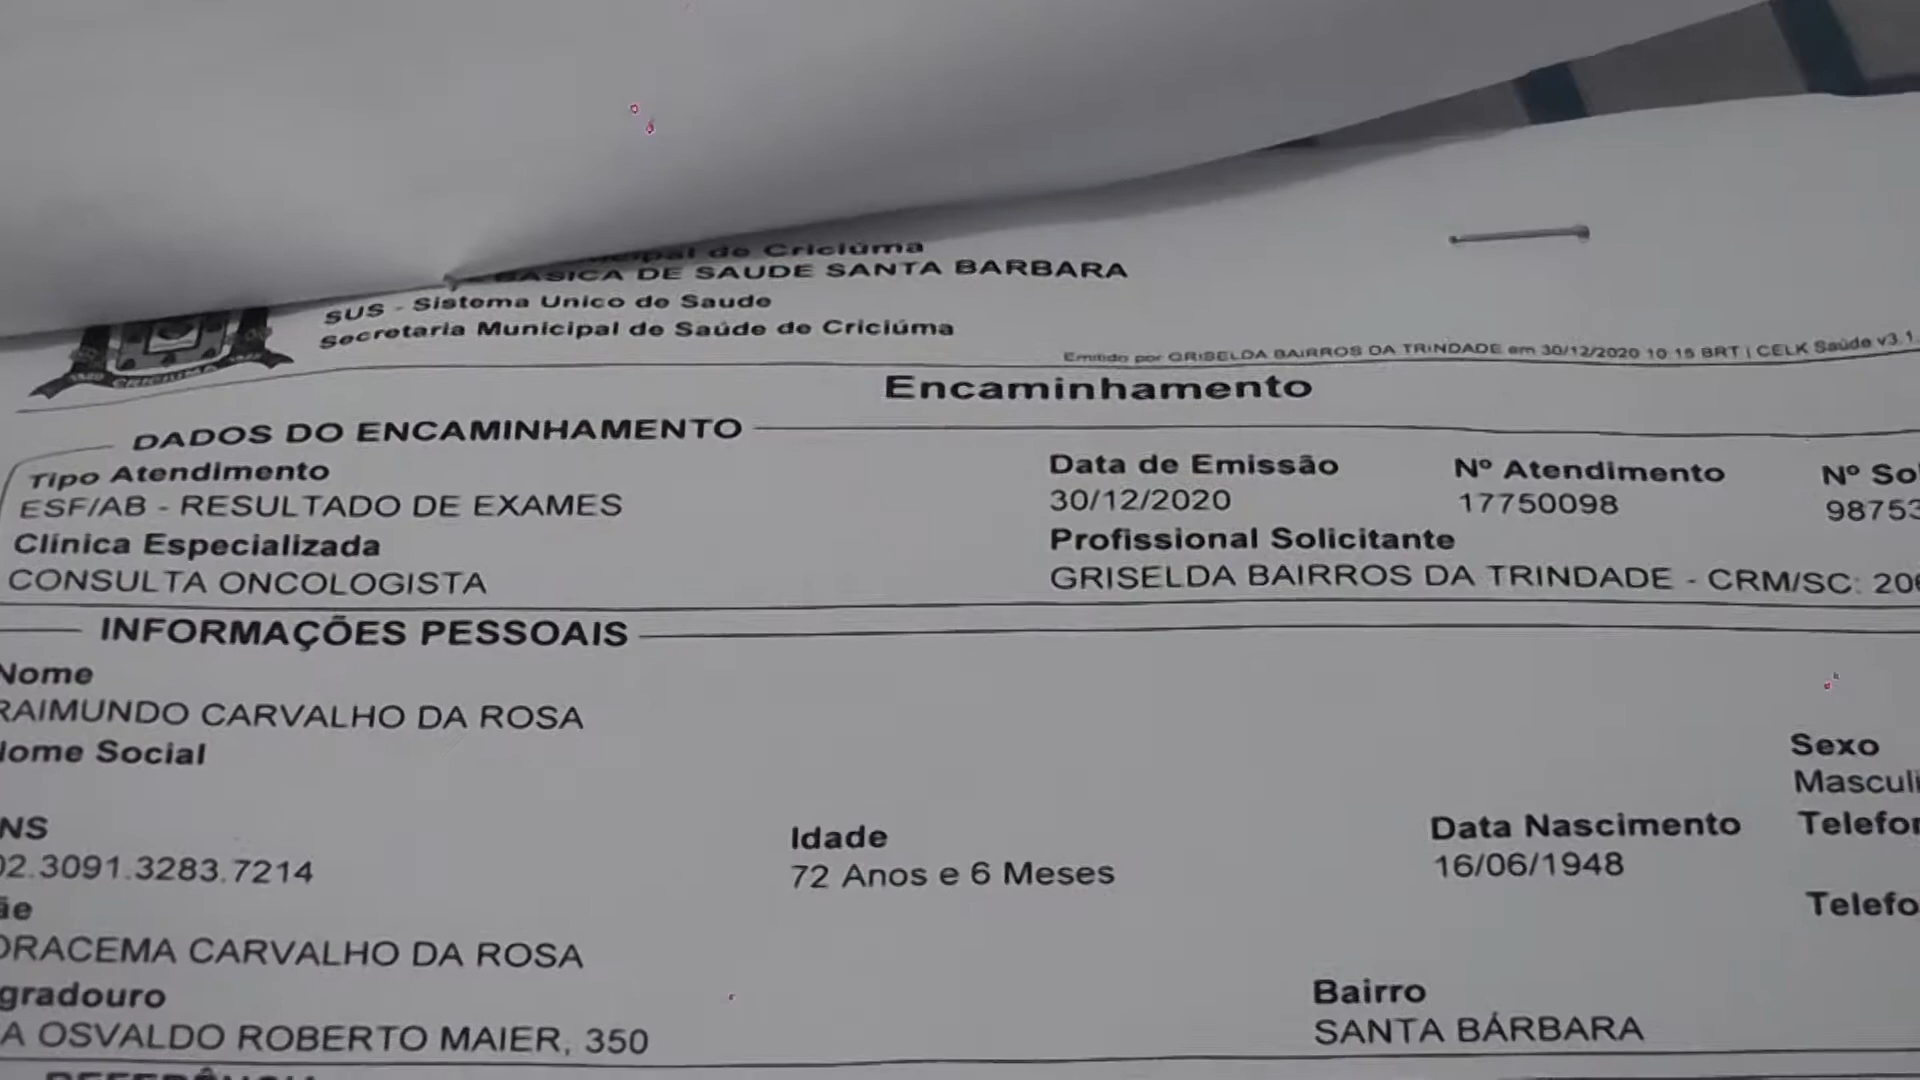 de Criciúma
BASICA DE SAUDE SANTA BARBARA
SUS - Sistema Unico de Saude
Secretaria Municipal de Saúde de Criciúma
CRICIUMA
Emitido por GRISELDA BAIRROS DA TRINDADE em 30/12/2020 10:15 BRT | CELK Saúde v3.1.
Encaminhamento
DADOS DO ENCAMINHAMENTO
Tipo Atendimento Data de Emissão Nº Atendimento Nº So
ESF/AB - RESULTADO DE EXAMES 30/12/2020 17750098 98753
Clínica Especializada Profissional Solicitante
CONSULTA ONCOLOGISTA GRISELDA BAIRROS DA TRINDADE - CRM/SC: 206
INFORMAÇÕES PESSOAIS
Nome
RAIMUNDO CARVALHO DA ROSA
Nome Social Sexo
Masculi
NS Idade Data Nascimento Telefon
02.3091.3283.7214 72 Anos e 6 Meses 16/06/1948
ãe Telefo
ORACEMA CARVALHO DA ROSA
gradouro Bairro
A OSVALDO ROBERTO MAIER, 350 SANTA BÁRBARA